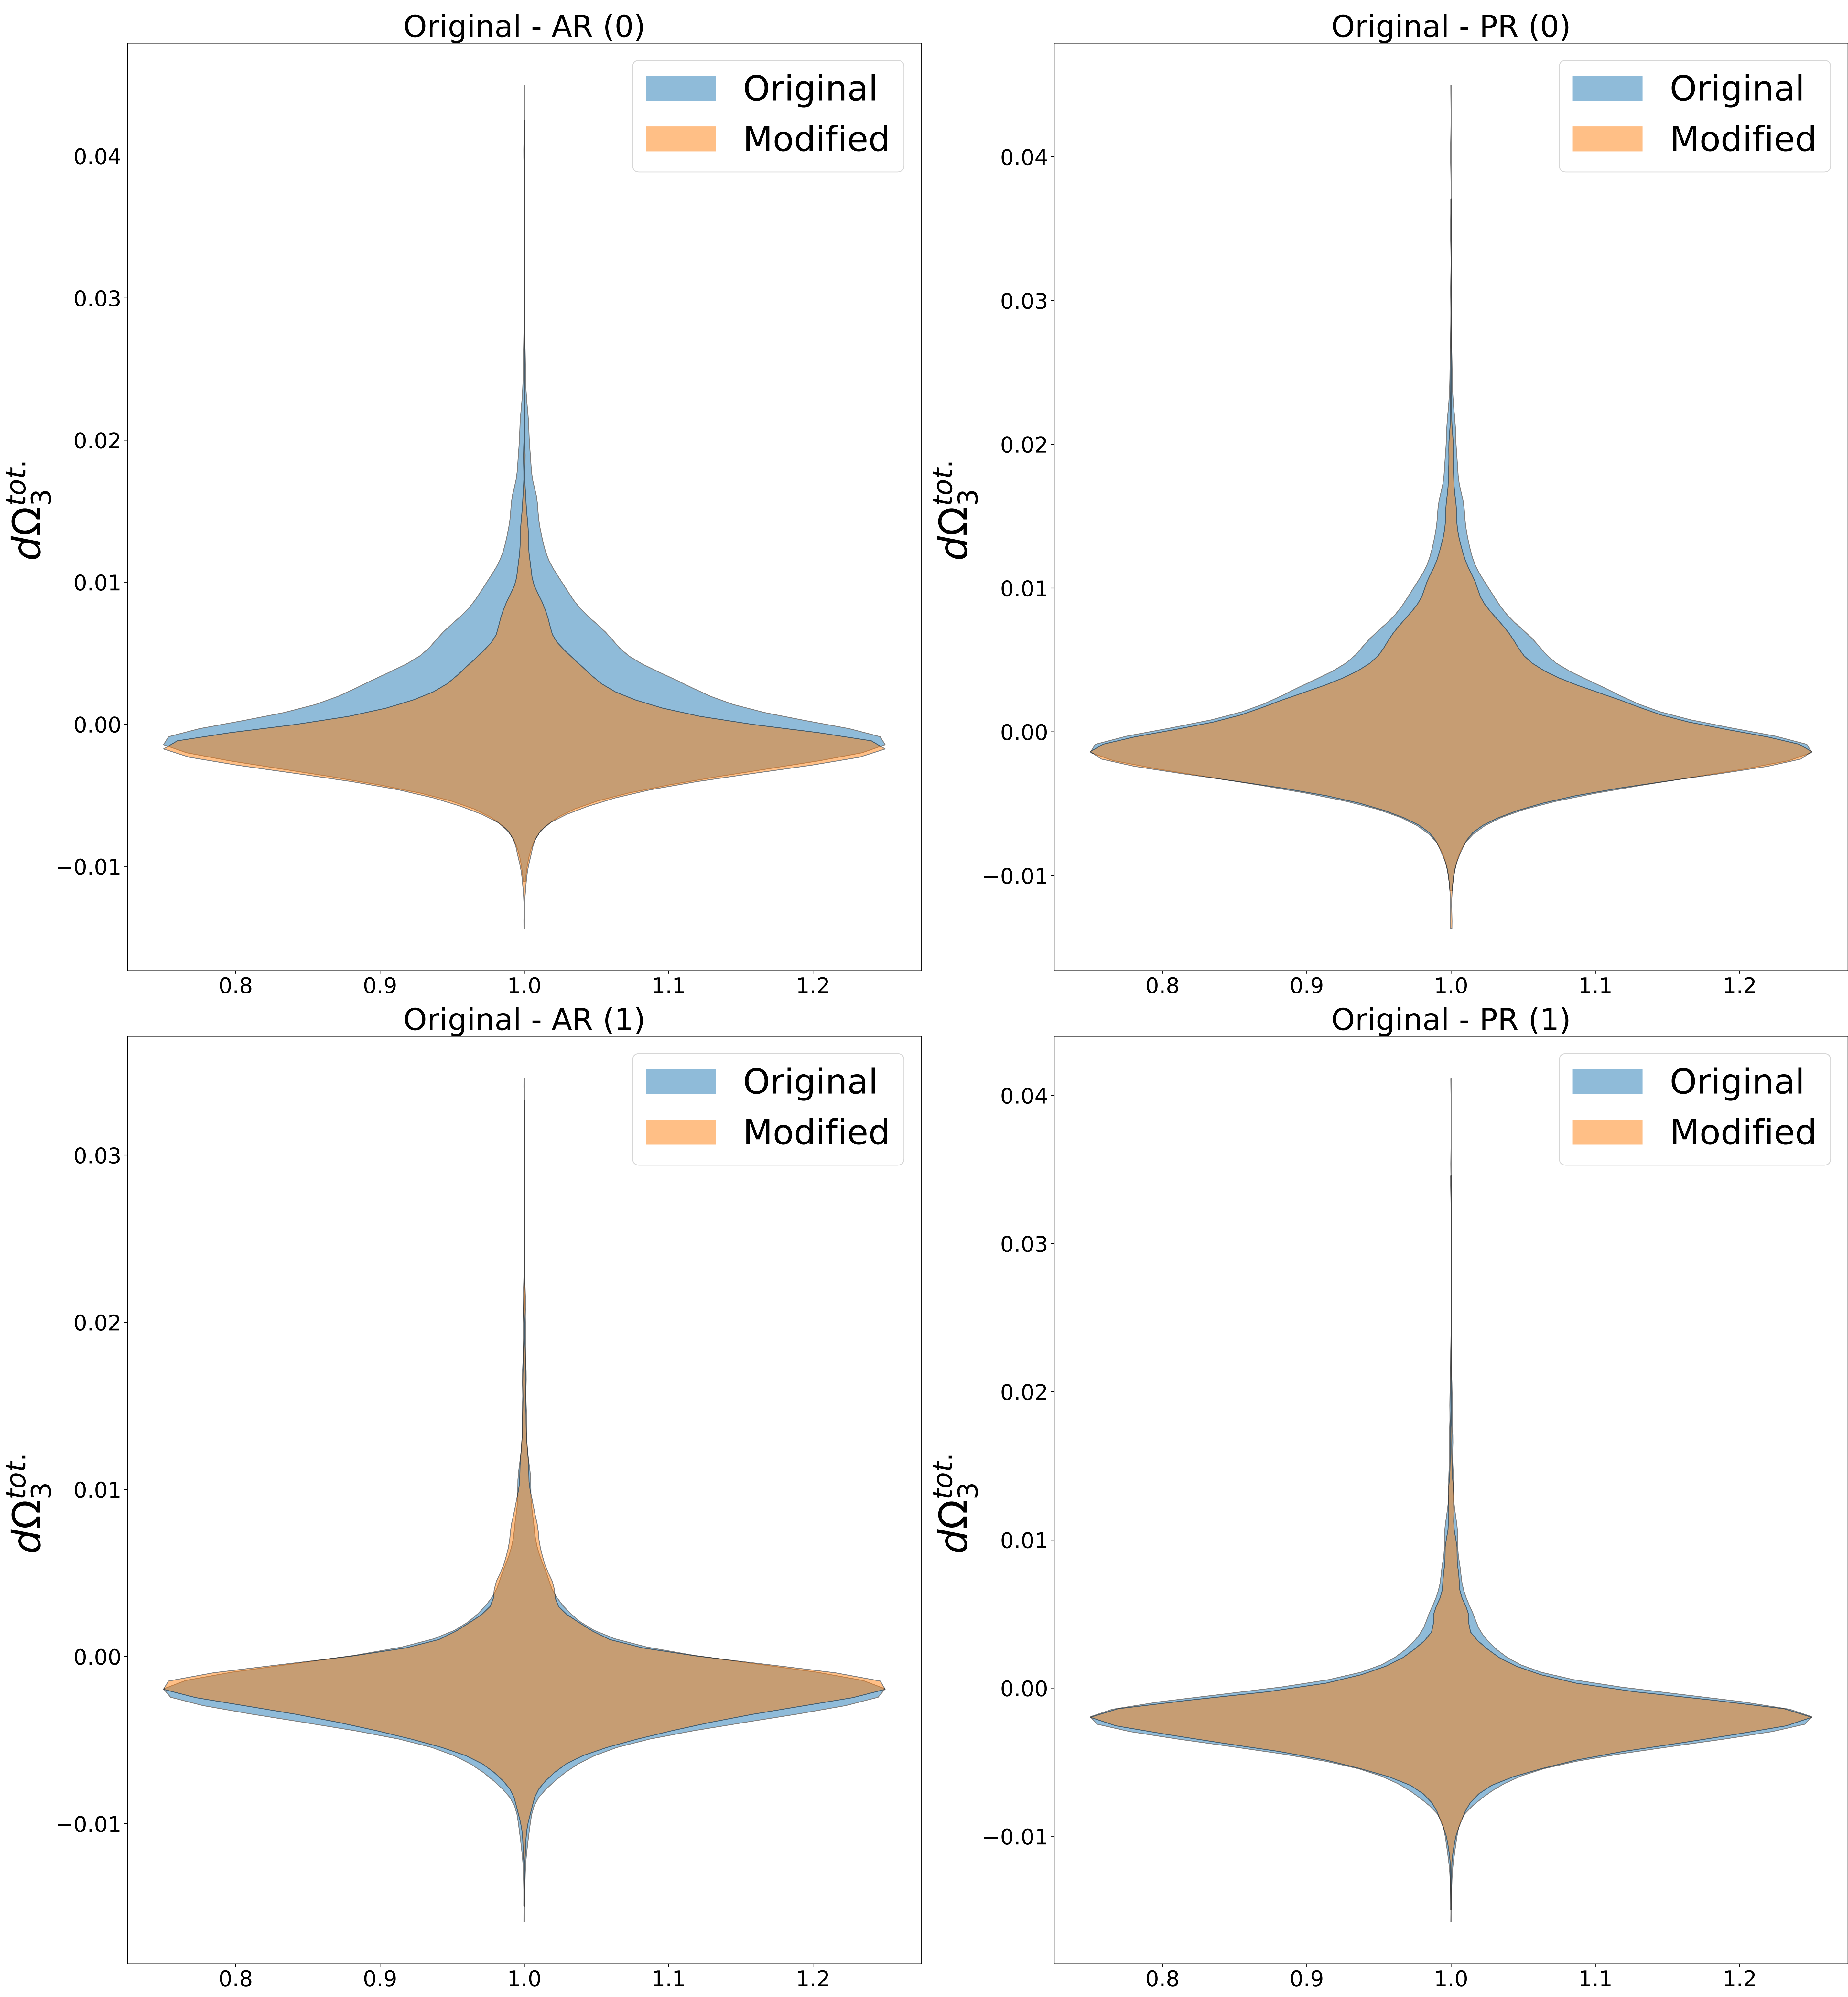 Original - AR (0)
Original
Modified
0.04
0.03
0.02
0.01
0.00
−0.01
dΩ₃ᵗᵒᵗ·
0.8 0.9 1.0 1.1 1.2
Original - PR (0)
Original
Modified
0.04
0.03
0.02
0.01
0.00
−0.01
dΩ₃ᵗᵒᵗ·
0.8 0.9 1.0 1.1 1.2
Original - AR (1)
Original
Modified
0.03
0.02
0.01
0.00
−0.01
dΩ₃ᵗᵒᵗ·
0.8 0.9 1.0 1.1 1.2
Original - PR (1)
Original
Modified
0.04
0.03
0.02
0.01
0.00
−0.01
dΩ₃ᵗᵒᵗ·
0.8 0.9 1.0 1.1 1.2